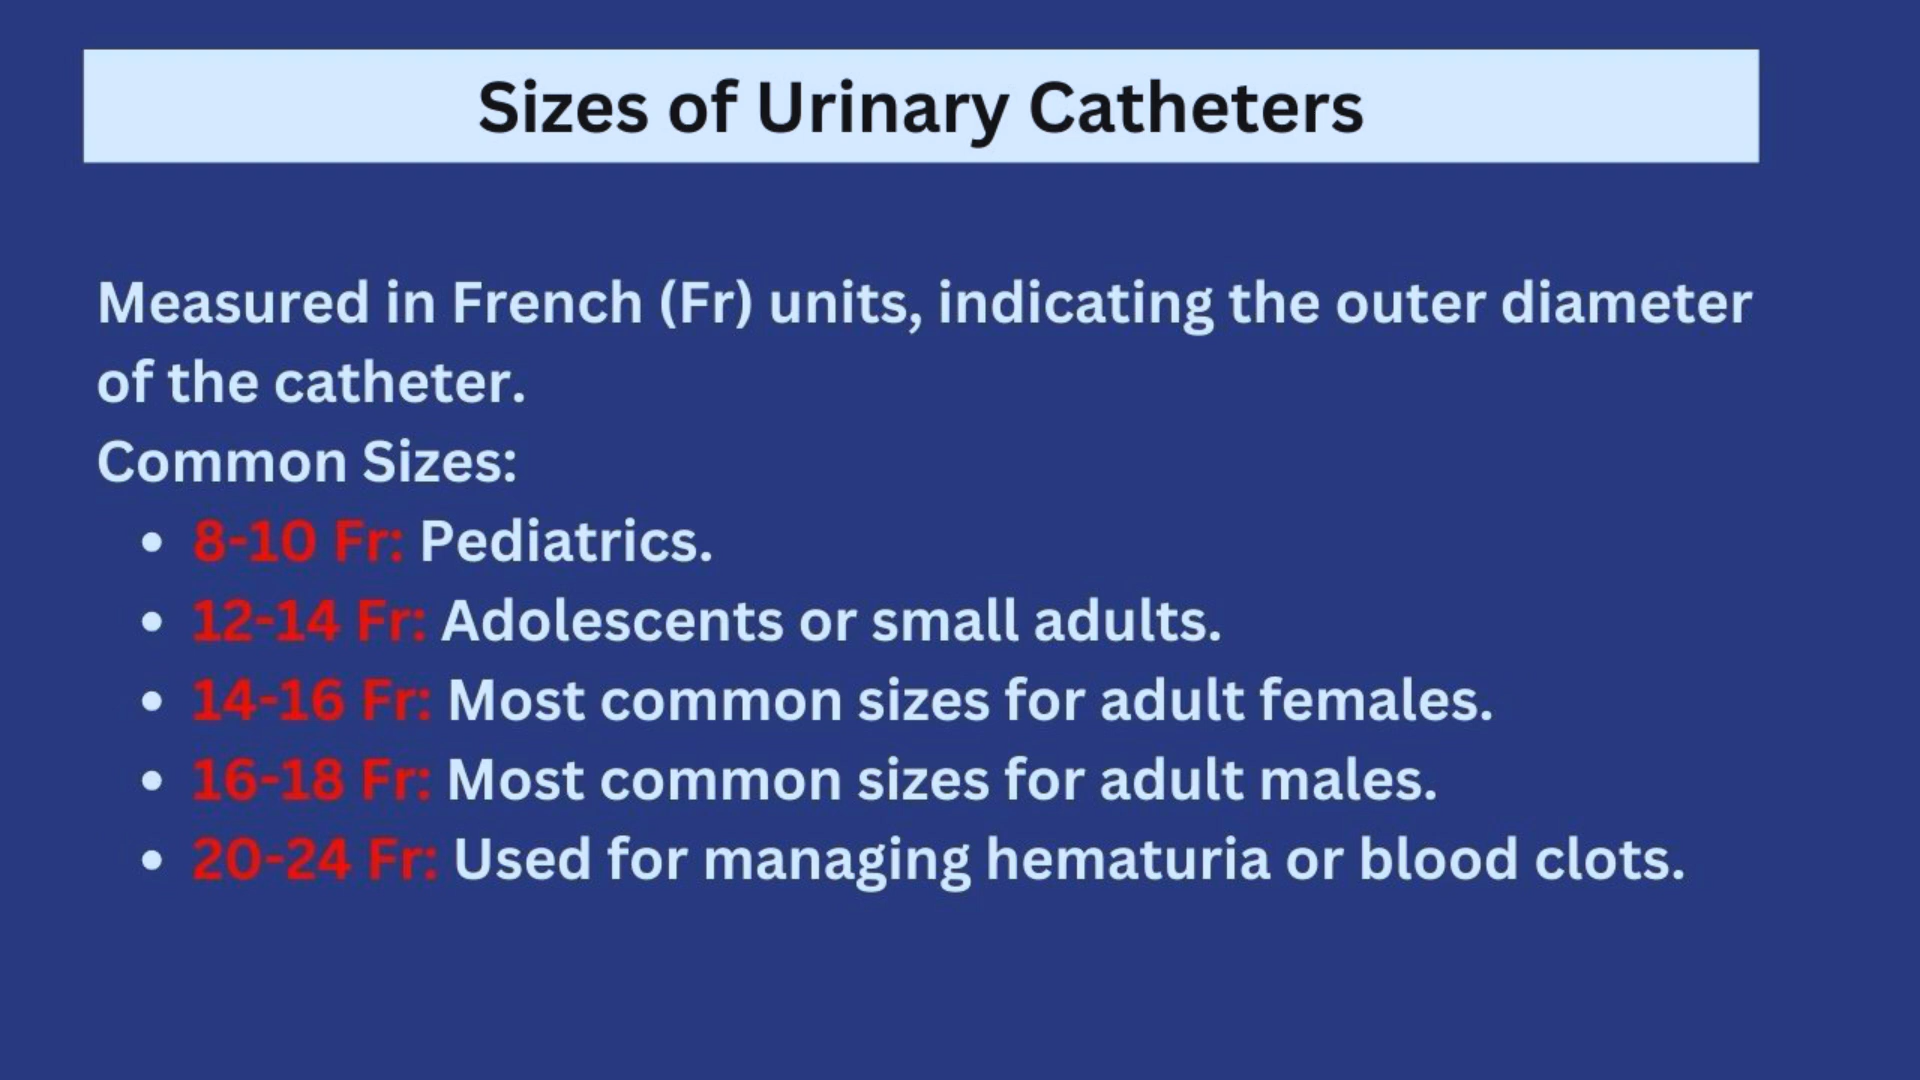 Sizes of Urinary Catheters
Measured in French (Fr) units, indicating the outer diameter
of the catheter.
Common Sizes:
• 8-10 Fr: Pediatrics.
• 12-14 Fr: Adolescents or small adults.
• 14-16 Fr: Most common sizes for adult females.
• 16-18 Fr: Most common sizes for adult males.
• 20-24 Fr: Used for managing hematuria or blood clots.